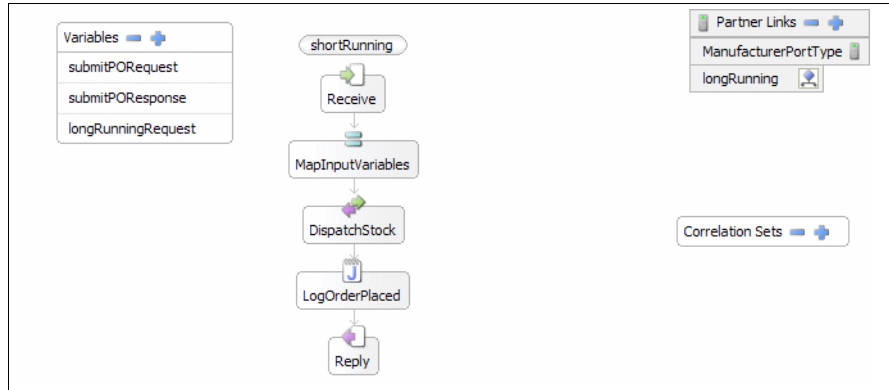 Variables
submitPORequest
submitPOResponse
longRunningRequest
shortRunning
Receive
MapInputVariables
DispatchStock
J
LogOrderPlaced
Reply
Partner Links
ManufacturerPortType
longRunning
Correlation Sets